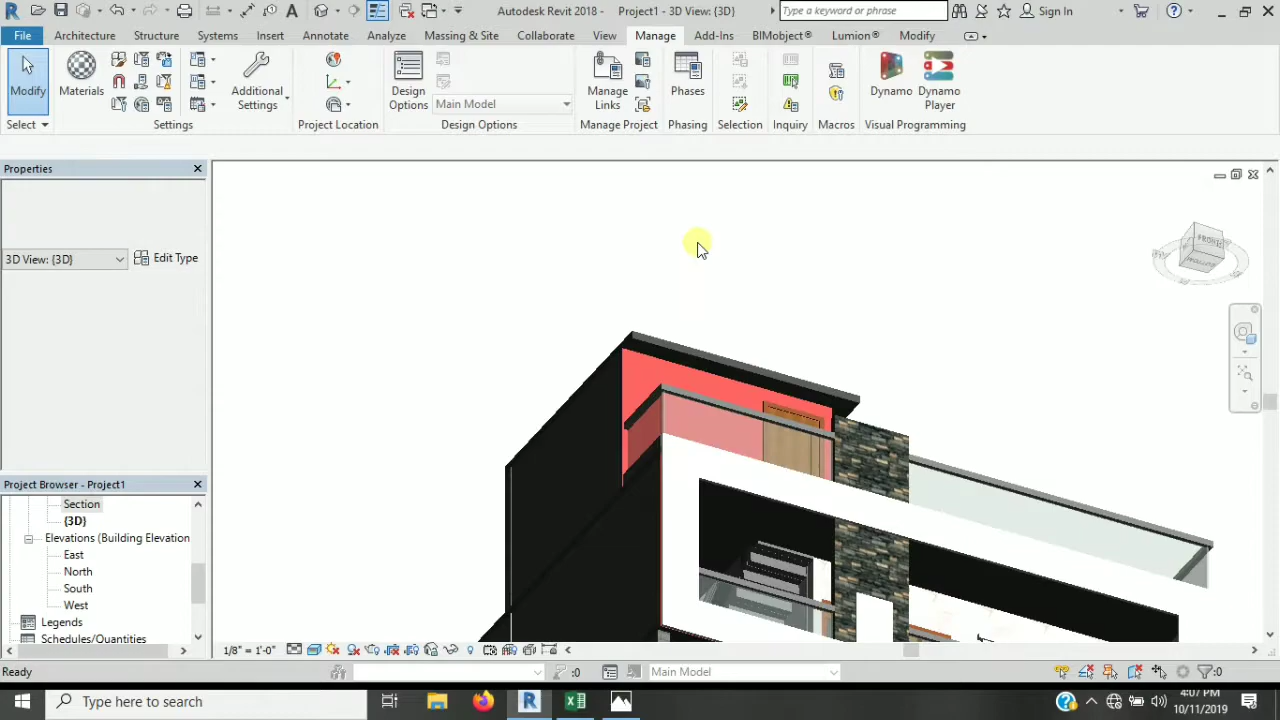 Autodesk Revit 2018 - Project1 - 3D View: {3D}
Type a keyword or phrase
Sign In
File Architecture Structure Systems Insert Annotate Analyze Massing & Site Collaborate View Manage Add-Ins BIMobject® Lumion® Modify
Modify Materials Additional Settings Design Options Main Model Manage Links Phases Dynamo Dynamo Player
Select Settings Project Location Design Options Manage Project Phasing Selection Inquiry Macros Visual Programming
Properties
3D View: {3D} Edit Type
Project Browser - Project1
Section
{3D}
Elevations (Building Elevation
East
North
South
West
Legends
Schedules/Quantities
1/8" = 1'-0"
Ready :0 Main Model :0
Type here to search
4:07 PM
10/11/2019